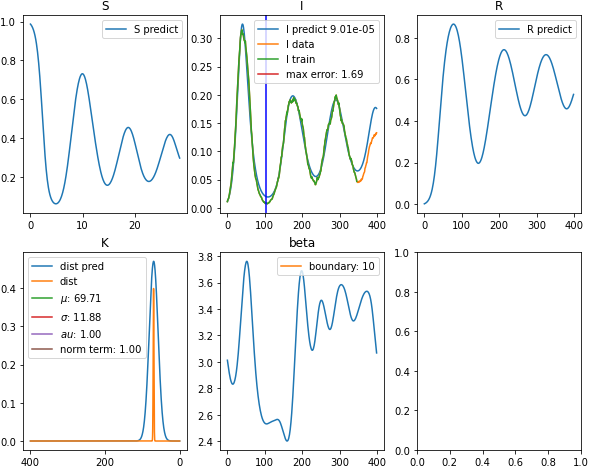 S
I
R
S predict
I predict 9.01e-05
I data
I train
max error: 1.69
R predict
1.0
0.8
0.6
0.4
0.2
0.30
0.25
0.20
0.15
0.10
0.05
0.00
0.8
0.6
0.4
0.2
0.0
0 10 20
0 100 200 300 400
0 100 200 300 400
K
beta
dist pred
dist
μ: 69.71
σ: 11.88
au: 1.00
norm term: 1.00
boundary: 10
0.4
0.3
0.2
0.1
0.0
3.8
3.6
3.4
3.2
3.0
2.8
2.6
2.4
1.0
0.8
0.6
0.4
0.2
0.0
400 200 0
0 100 200 300 400
0.0 0.2 0.4 0.6 0.8 1.0